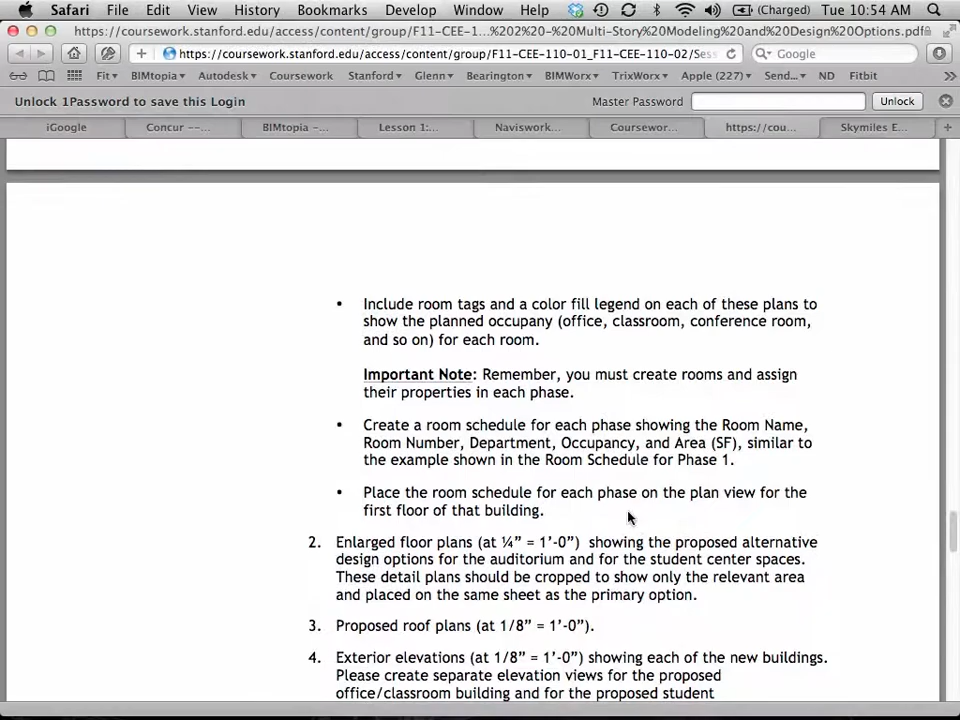 Safari File Edit View History Bookmarks Develop Window Help (Charged) Tue 10:54 AM
https://coursework.stanford.edu/access/content/group/F11-CEE-1...%202%20-%20Multi-Story%20Modeling%20and%20Design%20Options.pdf
https://coursework.stanford.edu/access/content/group/F11-CEE-110-01_F11-CEE-110-02/Ses Google
Fit BIMtopia Autodesk Coursework Stanford Glenn Bearington BIMWorx TrixWorx Apple (227) Send... ND Fitbit
Unlock 1Password to save this Login Master Password Unlock
iGoogle Concur --... BIMtopia -... Lesson 1:... Naviswork... Coursewor... https://cou... Skymiles E...
• Include room tags and a color fill legend on each of these plans to
show the planned occupany (office, classroom, conference room,
and so on) for each room.
Important Note: Remember, you must create rooms and assign
their properties in each phase.
• Create a room schedule for each phase showing the Room Name,
Room Number, Department, Occupancy, and Area (SF), similar to
the example shown in the Room Schedule for Phase 1.
• Place the room schedule for each phase on the plan view for the
first floor of that building.
2. Enlarged floor plans (at ¼” = 1’-0”) showing the proposed alternative
design options for the auditorium and for the student center spaces.
These detail plans should be cropped to show only the relevant area
and placed on the same sheet as the primary option.
3. Proposed roof plans (at 1/8” = 1’-0”).
4. Exterior elevations (at 1/8” = 1’-0”) showing each of the new buildings.
Please create separate elevation views for the proposed
office/classroom building and for the proposed student